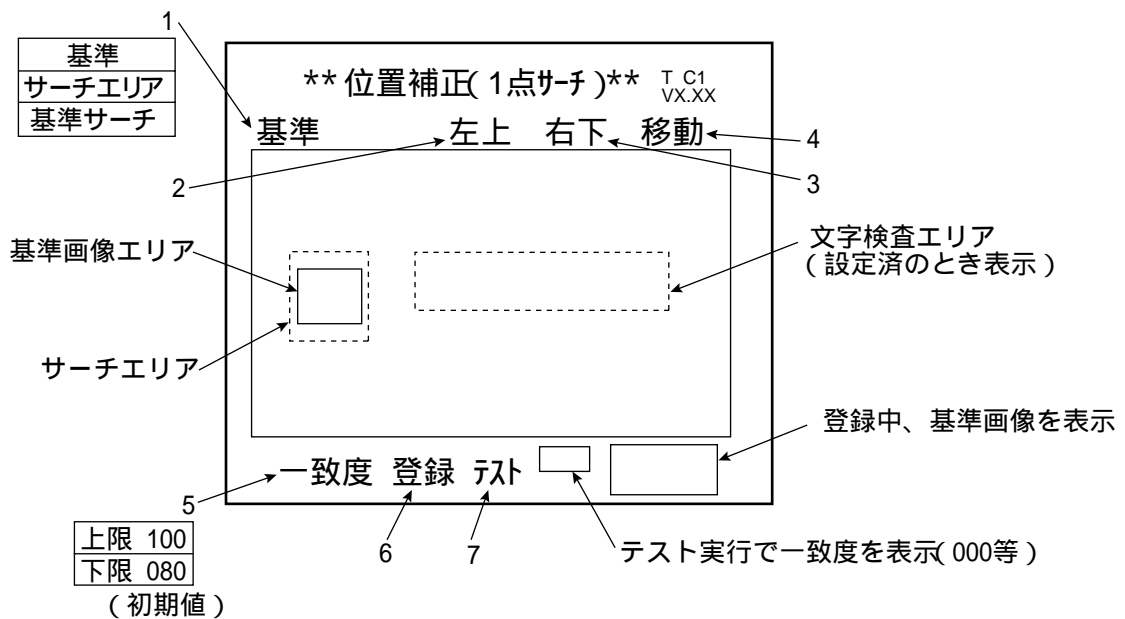 1
基準
サーチエリア
基準サーチ
**位置補正(1点サーチ)**
T C1
VX.XX
基準 左上 右下 移動
4
2
3
基準画像エリア
文字検査エリア
(設定済のとき表示)
サーチエリア
登録中、基準画像を表示
一致度 登録 テスト
5
上限 100
下限 080
(初期値)
6
7
テスト実行で一致度を表示(000等)